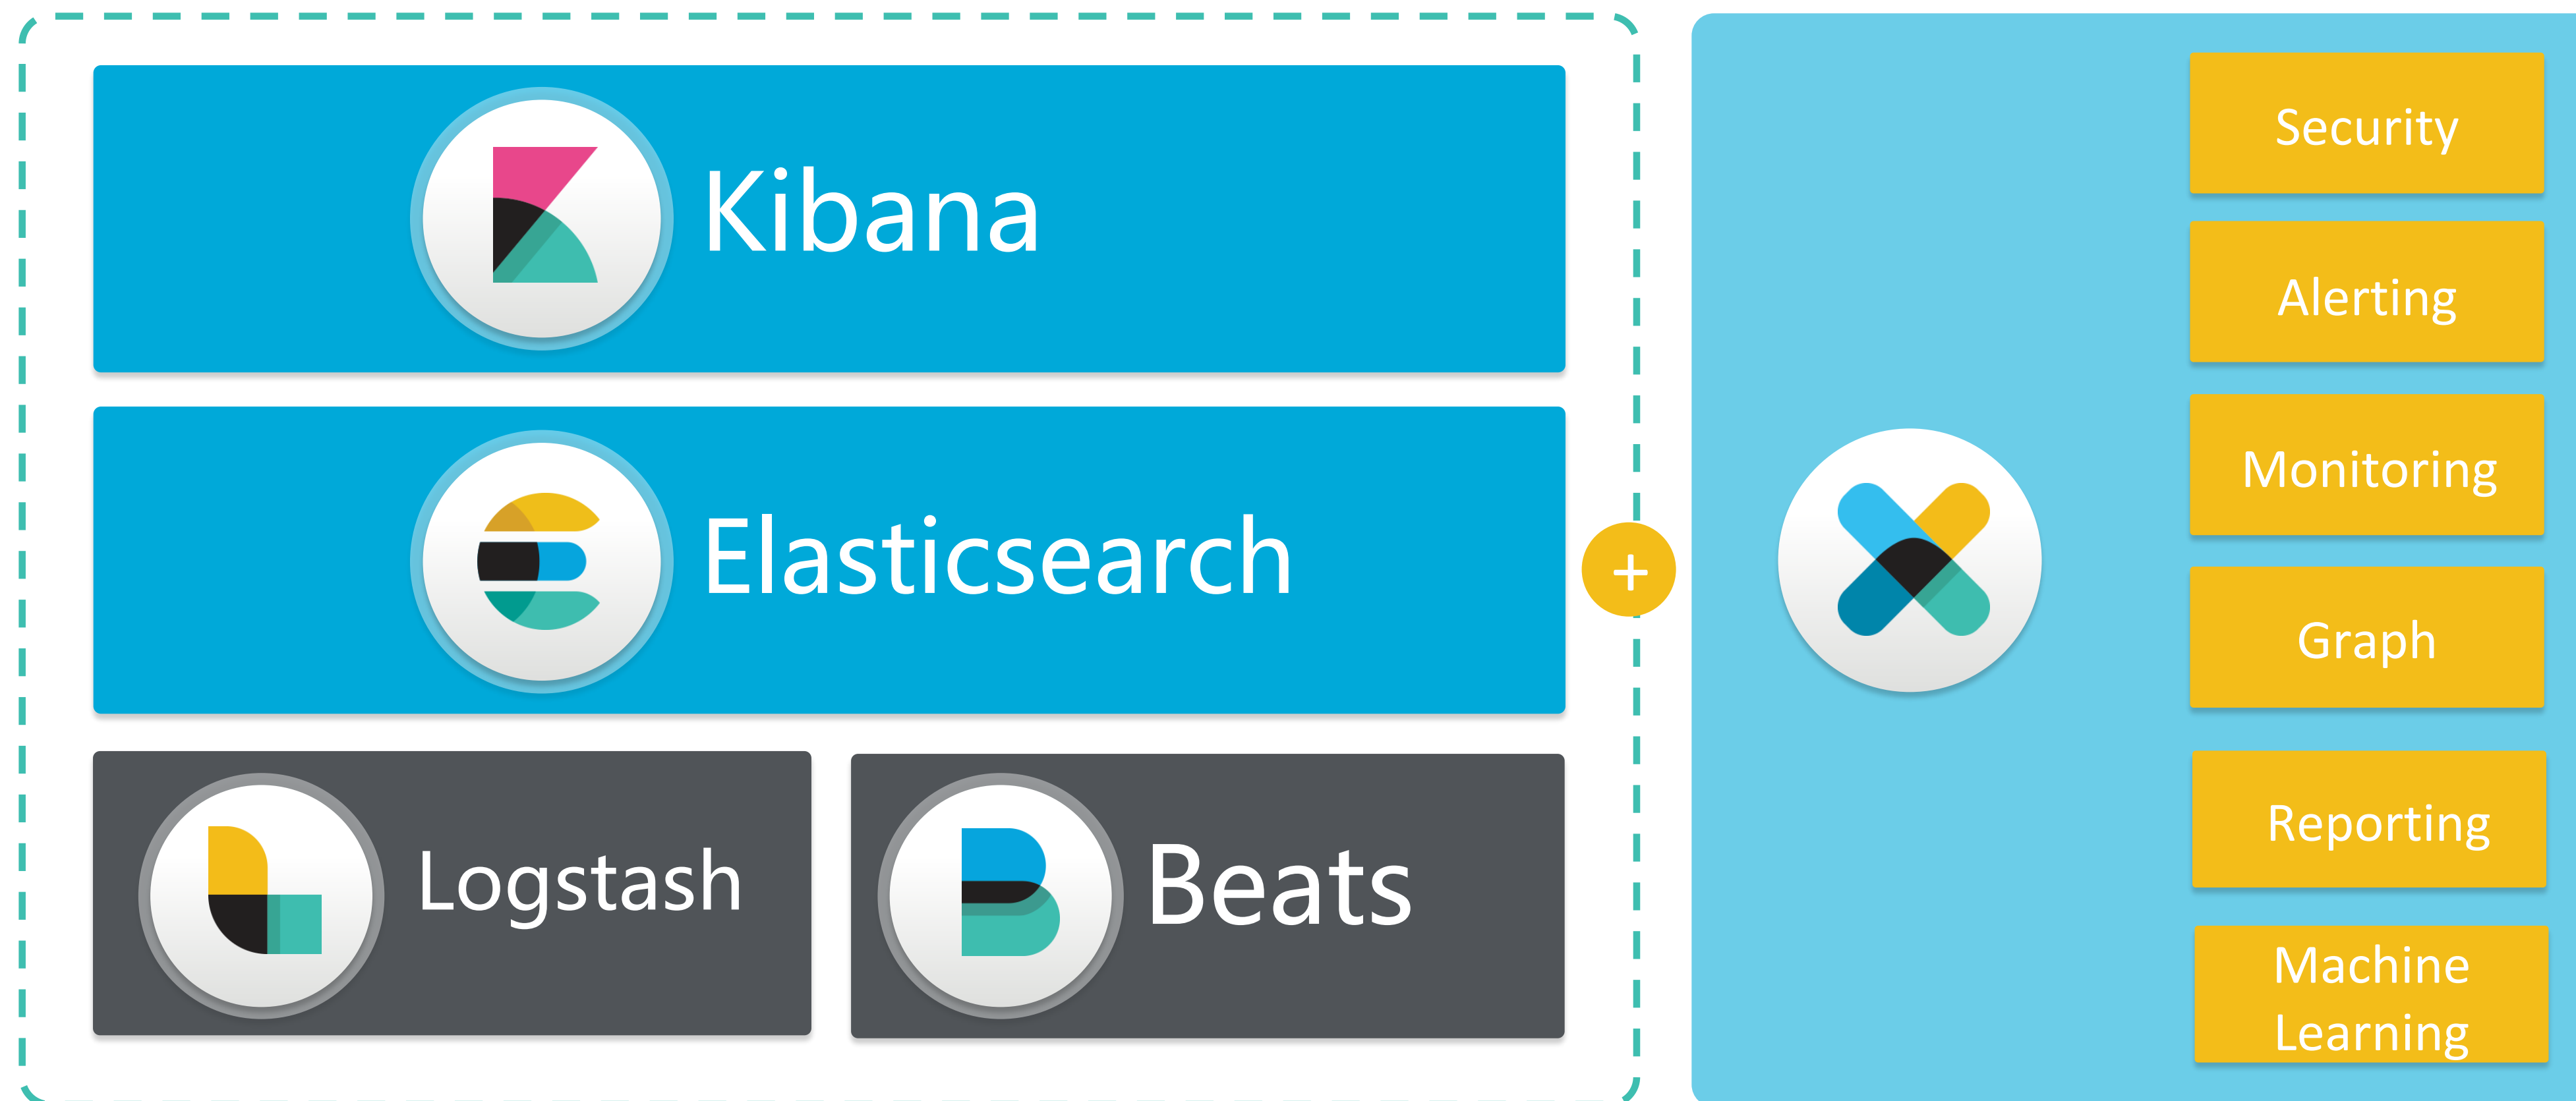 Kibana
Elasticsearch
Logstash
Beats
+
Security
Alerting
Monitoring
Graph
Reporting
Machine
Learning